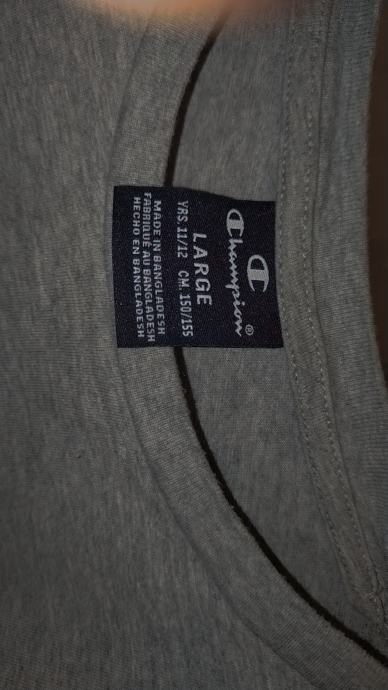 Champion®
LARGE
YRS. 11/12 CM. 150/155
MADE IN BANGLADESH
FABRIQUÉ AU BANGLADESH
HECHO EN BANGLADESH